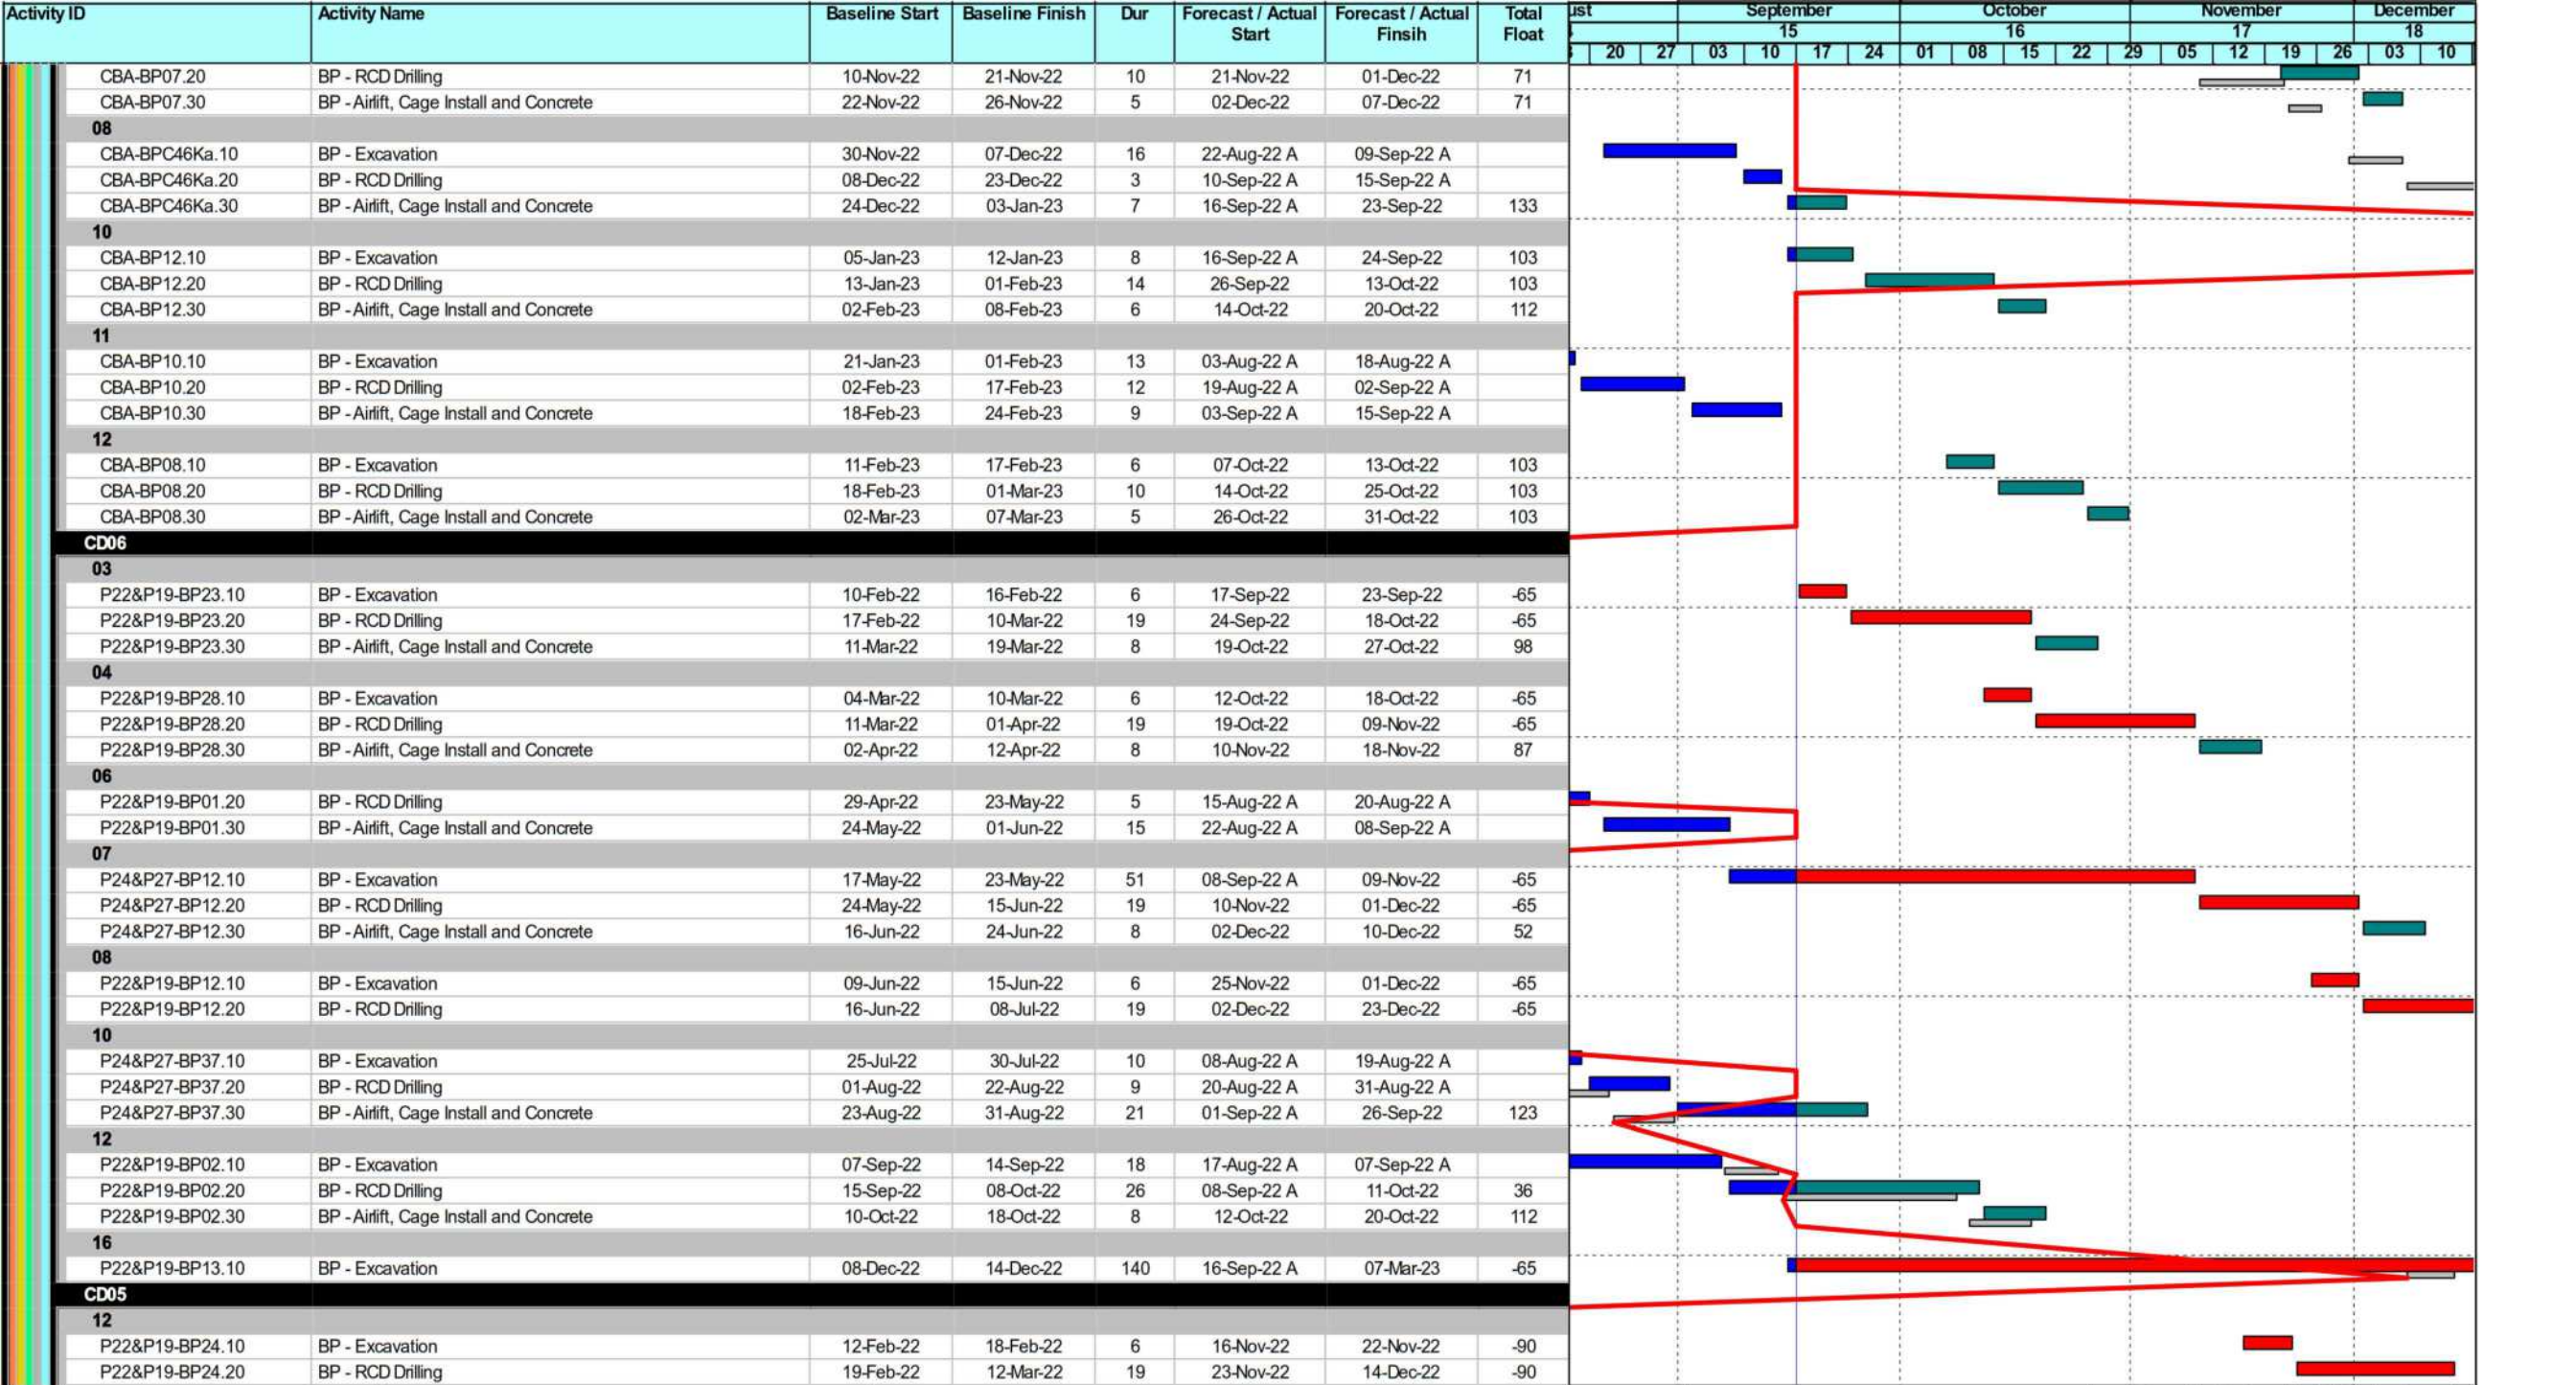 Activity ID Activity Name Baseline Start Baseline Finish Dur Forecast / Actual Start Forecast / Actual Finsih Total Float ust September October November December
15 16 17 18
20 27 03 10 17 24 01 08 15 22 29 05 12 19 26 03 10
CBA-BP07.20 BP - RCD Drilling 10-Nov-22 21-Nov-22 10 21-Nov-22 01-Dec-22 71
CBA-BP07.30 BP - Airlift, Cage Install and Concrete 22-Nov-22 26-Nov-22 5 02-Dec-22 07-Dec-22 71
08
CBA-BPC46Ka.10 BP - Excavation 30-Nov-22 07-Dec-22 16 22-Aug-22 A 09-Sep-22 A
CBA-BPC46Ka.20 BP - RCD Drilling 08-Dec-22 23-Dec-22 3 10-Sep-22 A 15-Sep-22 A
CBA-BPC46Ka.30 BP - Airlift, Cage Install and Concrete 24-Dec-22 03-Jan-23 7 16-Sep-22 A 23-Sep-22 133
10
CBA-BP12.10 BP - Excavation 05-Jan-23 12-Jan-23 8 16-Sep-22 A 24-Sep-22 103
CBA-BP12.20 BP - RCD Drilling 13-Jan-23 01-Feb-23 14 26-Sep-22 13-Oct-22 103
CBA-BP12.30 BP - Airlift, Cage Install and Concrete 02-Feb-23 08-Feb-23 6 14-Oct-22 20-Oct-22 112
11
CBA-BP10.10 BP - Excavation 21-Jan-23 01-Feb-23 13 03-Aug-22 A 18-Aug-22 A
CBA-BP10.20 BP - RCD Drilling 02-Feb-23 17-Feb-23 12 19-Aug-22 A 02-Sep-22 A
CBA-BP10.30 BP - Airlift, Cage Install and Concrete 18-Feb-23 24-Feb-23 9 03-Sep-22 A 15-Sep-22 A
12
CBA-BP08.10 BP - Excavation 11-Feb-23 17-Feb-23 6 07-Oct-22 13-Oct-22 103
CBA-BP08.20 BP - RCD Drilling 18-Feb-23 01-Mar-23 10 14-Oct-22 25-Oct-22 103
CBA-BP08.30 BP - Airlift, Cage Install and Concrete 02-Mar-23 07-Mar-23 5 26-Oct-22 31-Oct-22 103
CD06
03
P22&P19-BP23.10 BP - Excavation 10-Feb-22 16-Feb-22 6 17-Sep-22 23-Sep-22 -65
P22&P19-BP23.20 BP - RCD Drilling 17-Feb-22 10-Mar-22 19 24-Sep-22 18-Oct-22 -65
P22&P19-BP23.30 BP - Airlift, Cage Install and Concrete 11-Mar-22 19-Mar-22 8 19-Oct-22 27-Oct-22 98
04
P22&P19-BP28.10 BP - Excavation 04-Mar-22 10-Mar-22 6 12-Oct-22 18-Oct-22 -65
P22&P19-BP28.20 BP - RCD Drilling 11-Mar-22 01-Apr-22 19 19-Oct-22 09-Nov-22 -65
P22&P19-BP28.30 BP - Airlift, Cage Install and Concrete 02-Apr-22 12-Apr-22 8 10-Nov-22 18-Nov-22 87
06
P22&P19-BP01.20 BP - RCD Drilling 29-Apr-22 23-May-22 5 15-Aug-22 A 20-Aug-22 A
P22&P19-BP01.30 BP - Airlift, Cage Install and Concrete 24-May-22 01-Jun-22 15 22-Aug-22 A 08-Sep-22 A
07
P24&P27-BP12.10 BP - Excavation 17-May-22 23-May-22 51 08-Sep-22 A 09-Nov-22 -65
P24&P27-BP12.20 BP - RCD Drilling 24-May-22 15-Jun-22 19 10-Nov-22 01-Dec-22 -65
P24&P27-BP12.30 BP - Airlift, Cage Install and Concrete 16-Jun-22 24-Jun-22 8 02-Dec-22 10-Dec-22 52
08
P22&P19-BP12.10 BP - Excavation 09-Jun-22 15-Jun-22 6 25-Nov-22 01-Dec-22 -65
P22&P19-BP12.20 BP - RCD Drilling 16-Jun-22 08-Jul-22 19 02-Dec-22 23-Dec-22 -65
10
P24&P27-BP37.10 BP - Excavation 25-Jul-22 30-Jul-22 10 08-Aug-22 A 19-Aug-22 A
P24&P27-BP37.20 BP - RCD Drilling 01-Aug-22 22-Aug-22 9 20-Aug-22 A 31-Aug-22 A
P24&P27-BP37.30 BP - Airlift, Cage Install and Concrete 23-Aug-22 31-Aug-22 21 01-Sep-22 A 26-Sep-22 123
12
P22&P19-BP02.10 BP - Excavation 07-Sep-22 14-Sep-22 18 17-Aug-22 A 07-Sep-22 A
P22&P19-BP02.20 BP - RCD Drilling 15-Sep-22 08-Oct-22 26 08-Sep-22 A 11-Oct-22 36
P22&P19-BP02.30 BP - Airlift, Cage Install and Concrete 10-Oct-22 18-Oct-22 8 12-Oct-22 20-Oct-22 112
16
P22&P19-BP13.10 BP - Excavation 08-Dec-22 14-Dec-22 140 16-Sep-22 A 07-Mar-23 -65
CD05
12
P22&P19-BP24.10 BP - Excavation 12-Feb-22 18-Feb-22 6 16-Nov-22 22-Nov-22 -90
P22&P19-BP24.20 BP - RCD Drilling 19-Feb-22 12-Mar-22 19 23-Nov-22 14-Dec-22 -90